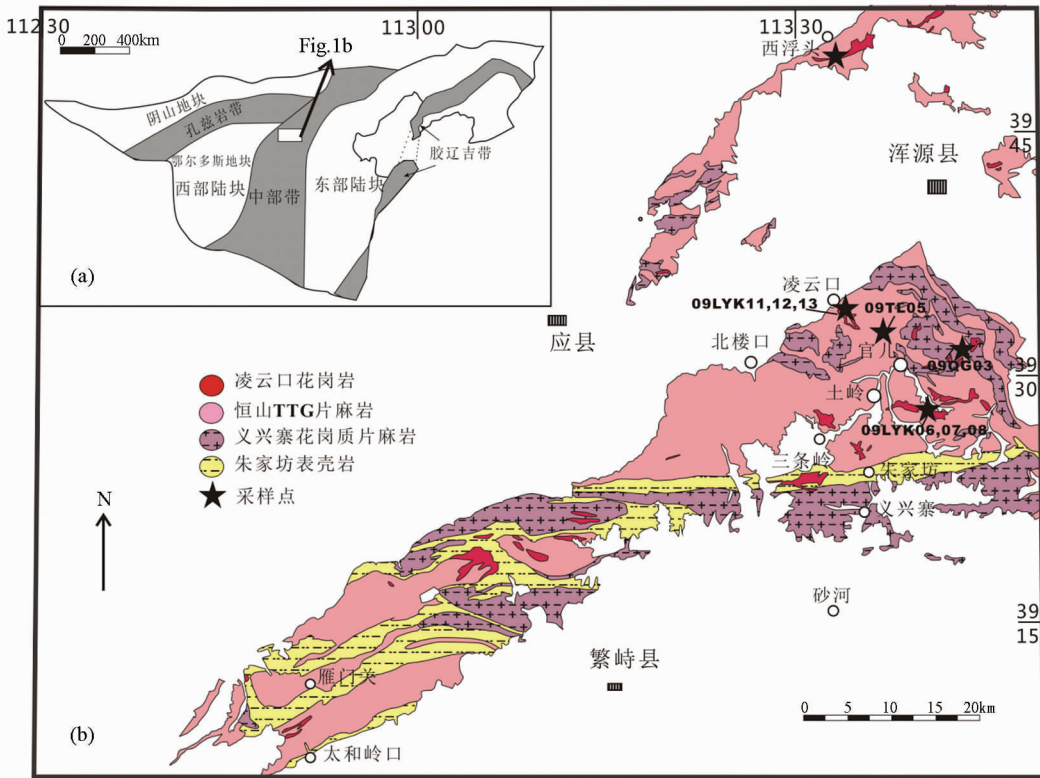 112 30
113 00
113 30
0 200 400km
Fig.1b
阴山地块
孔兹岩带
鄂尔多斯地块
西部陆块
中部带
东部陆块
胶辽吉带
(a)
西浮头
39
45
浑源县
凌云口
09LYK11,12,13
09TL05
应县
北楼口
官儿
09QG03
39
30
土岭
09LYK06,07,08
三条岭
朱家坊
义兴寨
凌云口花岗岩
恒山TTG片麻岩
义兴寨花岗质片麻岩
朱家坊表壳岩
采样点
N
砂河
39
15
繁峙县
雁门关
0 5 10 15 20km
(b)
太和岭口